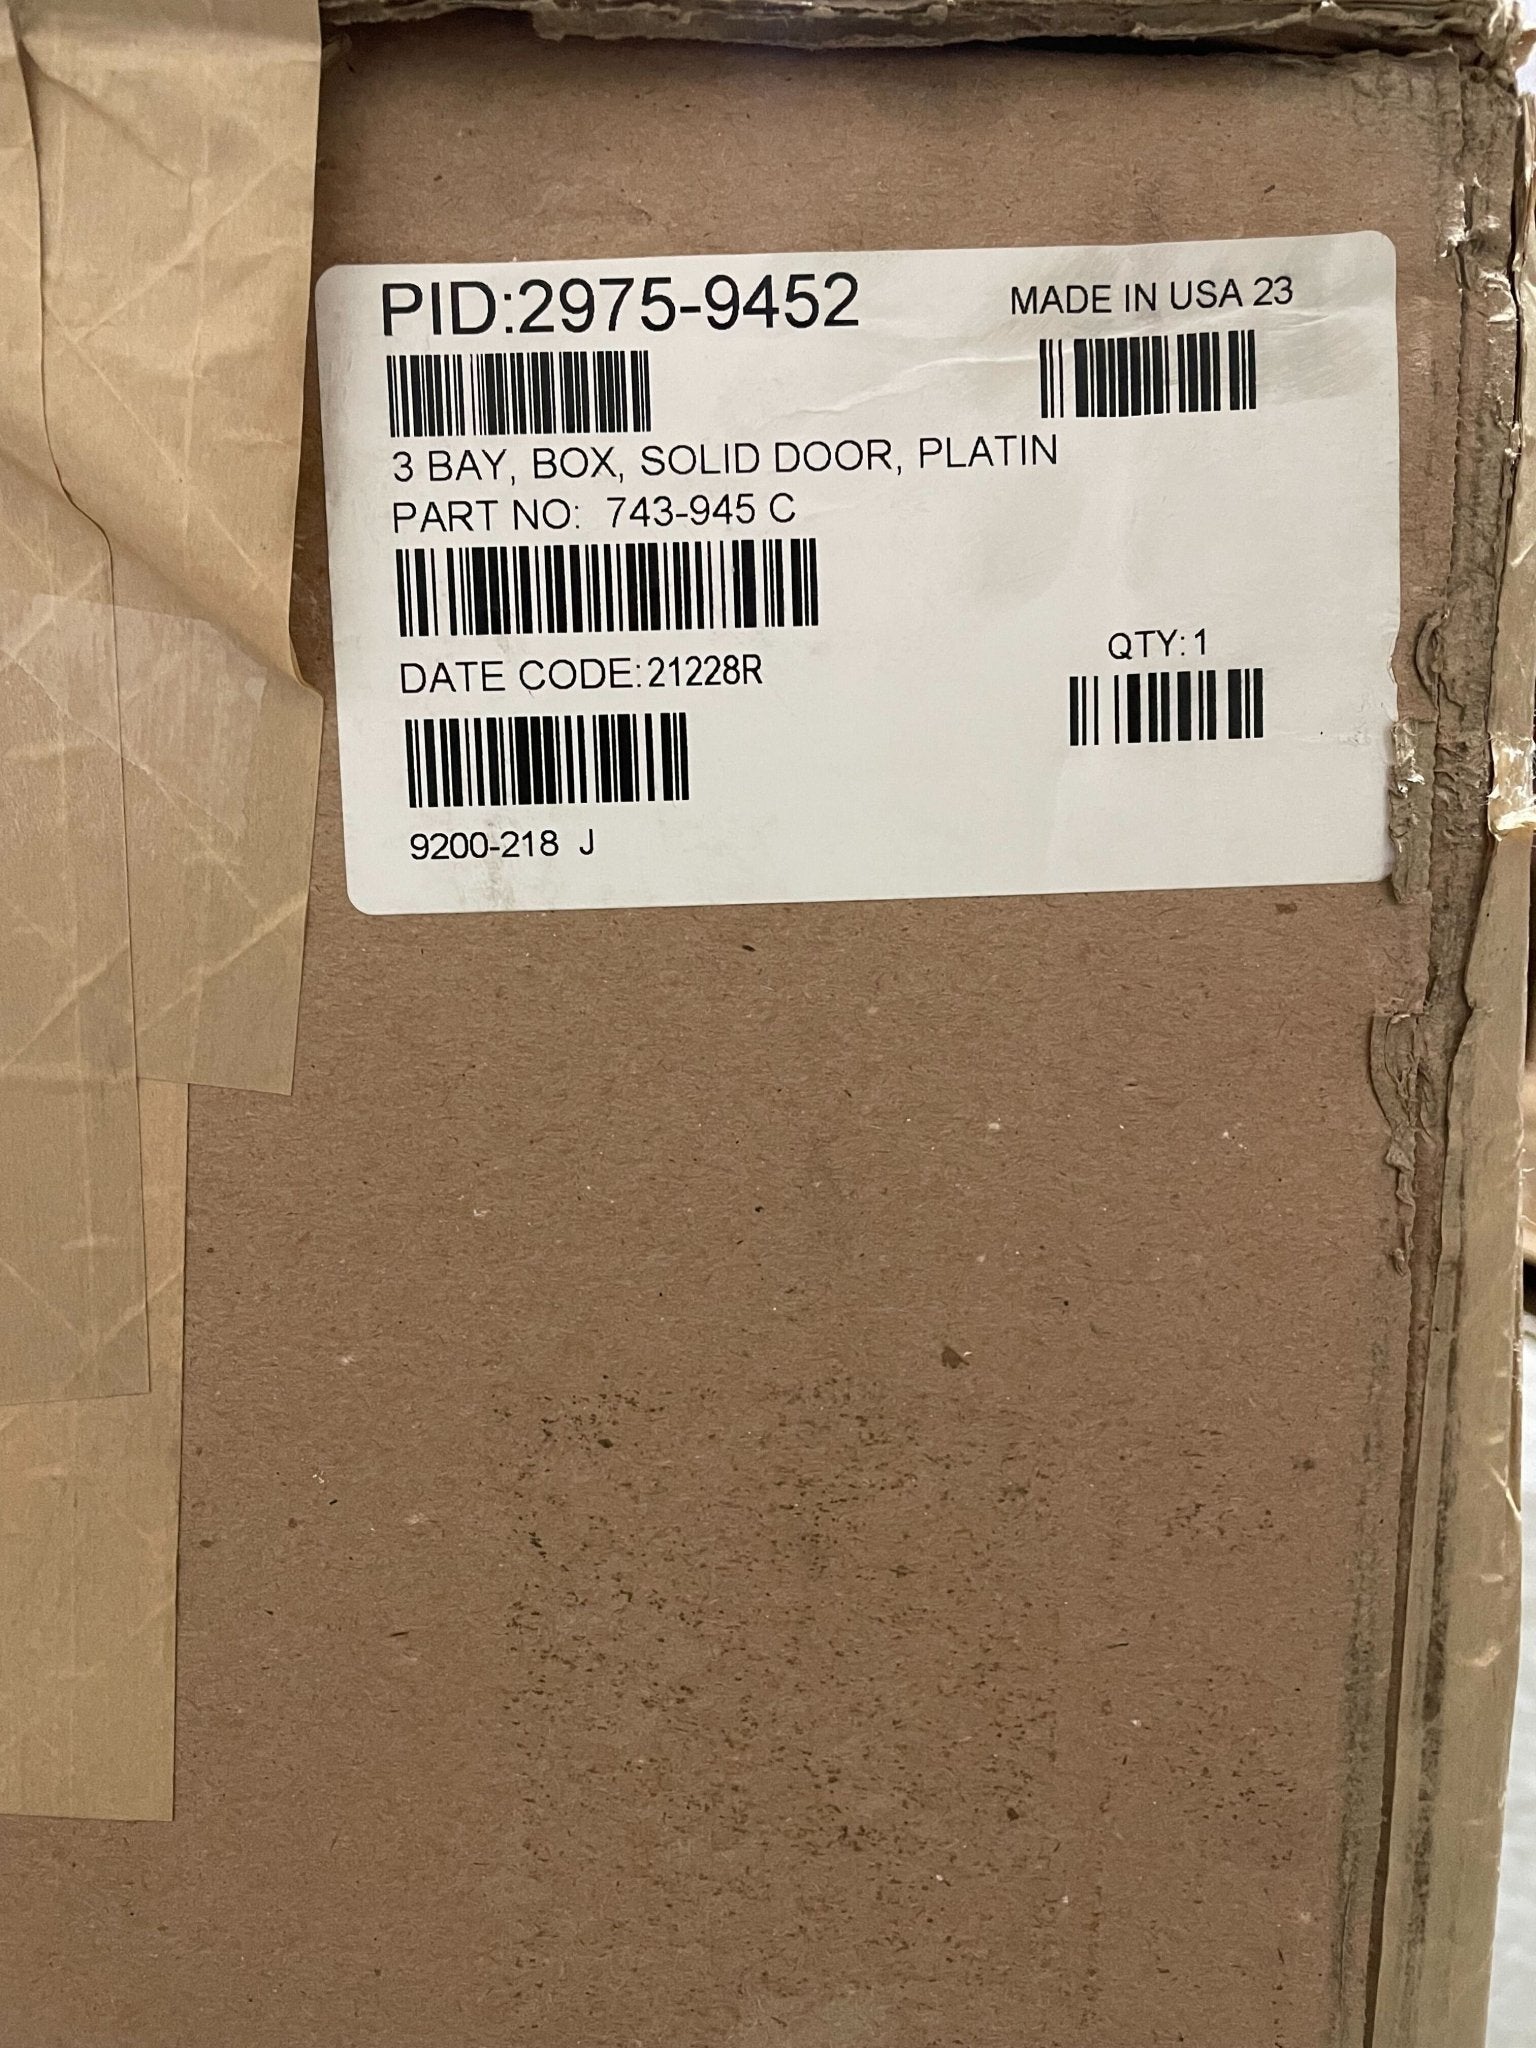 PID:2975-9452
MADE IN USA 23
3 BAY, BOX, SOLID DOOR, PLATIN
PART NO: 743-945 C
DATE CODE:21228R
QTY:1
9200-218 J